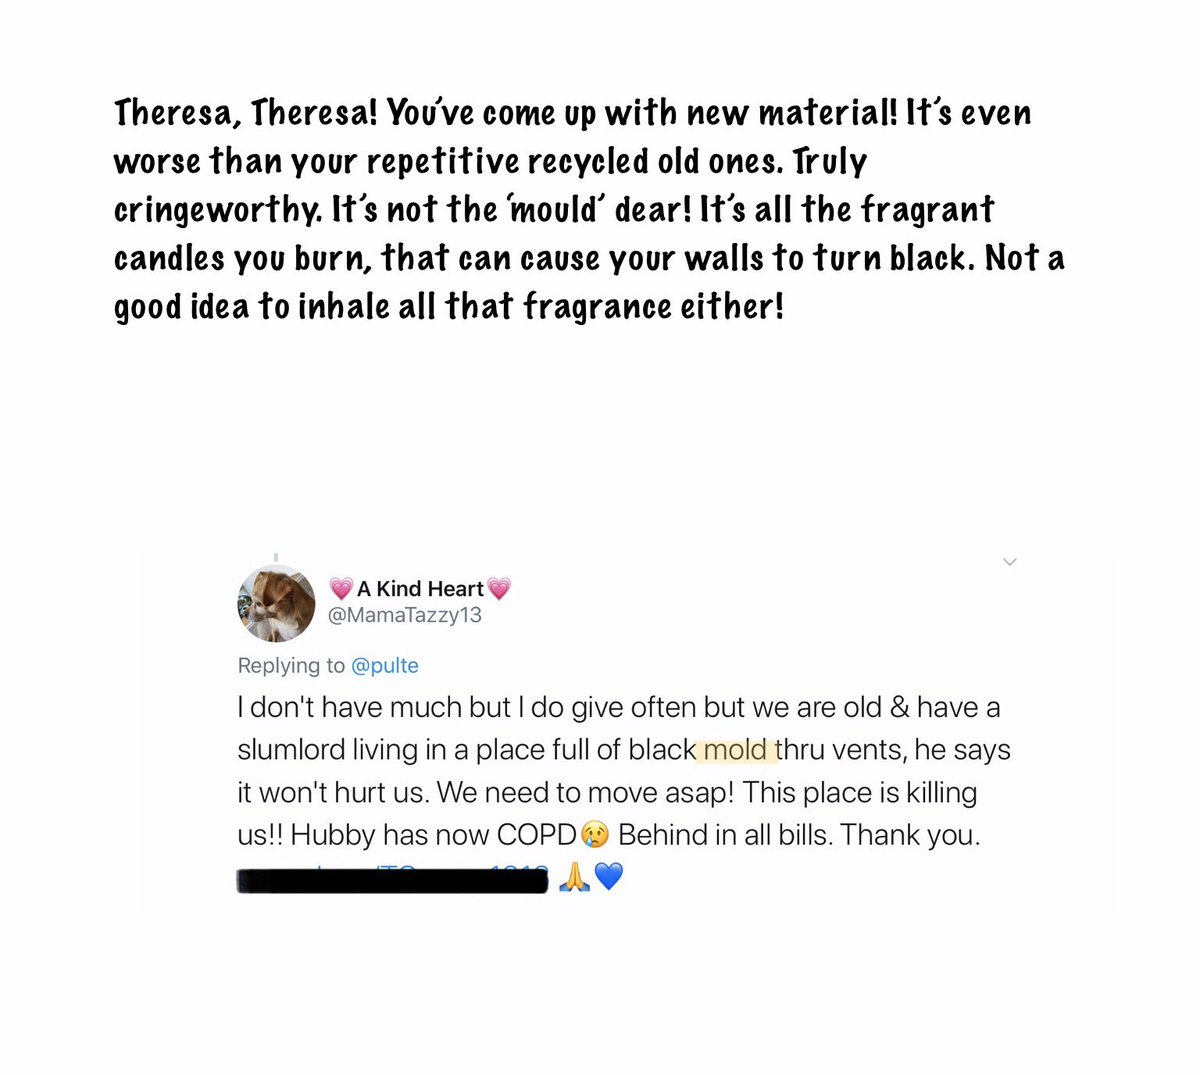 Theresa, Theresa! You've come up with new material! It's even
worse than your repetitive recycled old ones. Truly
cringeworthy. It's not the ‘mould’ dear! It's all the fragrant
candles you burn, that can cause your walls to turn black. Not a
good idea to inhale all that fragrance either!
💗A Kind Heart💗
@MamaTazzy13
Replying to @pulte
I don't have much but I do give often but we are old & have a
slumlord living in a place full of black mold thru vents, he says
it won't hurt us. We need to move asap! This place is killing
us!! Hubby has now COPD😢 Behind in all bills. Thank you.
🙏💙